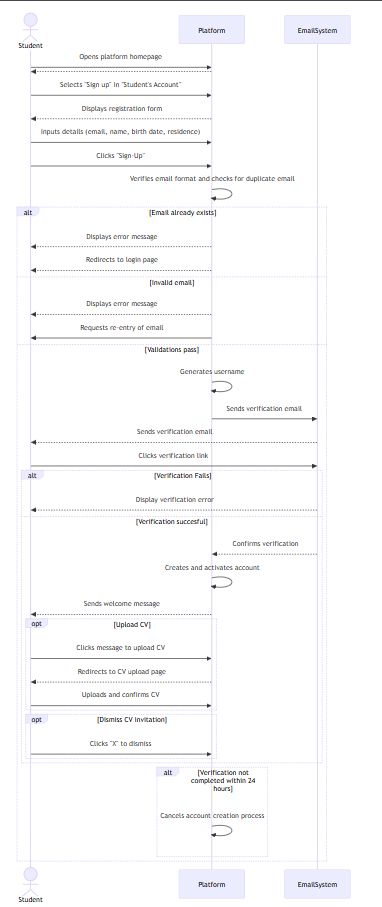 Student
Platform
EmailSystem
Opens platform homepage
Selects "Sign up" in "Student's Account"
Displays registration form
Inputs details (email, name, birth date, residence)
Clicks "Sign-Up"
Verifies email format and checks for duplicate email
alt
[Email already exists]
Displays error message
Redirects to login page
[Invalid email]
Displays error message
Requests re-entry of email
[Validations pass]
Generates username
Sends verification email
Sends verification email
Clicks verification link
alt
[Verification Fails]
Display verification error
[Verification succesful]
Confirms verification
Creates and activates account
Sends welcome message
opt
[Upload CV]
Clicks message to upload CV
Redirects to CV upload page
Uploads and confirms CV
opt
[Dismiss CV invitation]
Clicks "X" to dismiss
alt
[Verification not
completed within 24
hours]
Cancels account creation process
Student
Platform
EmailSystem